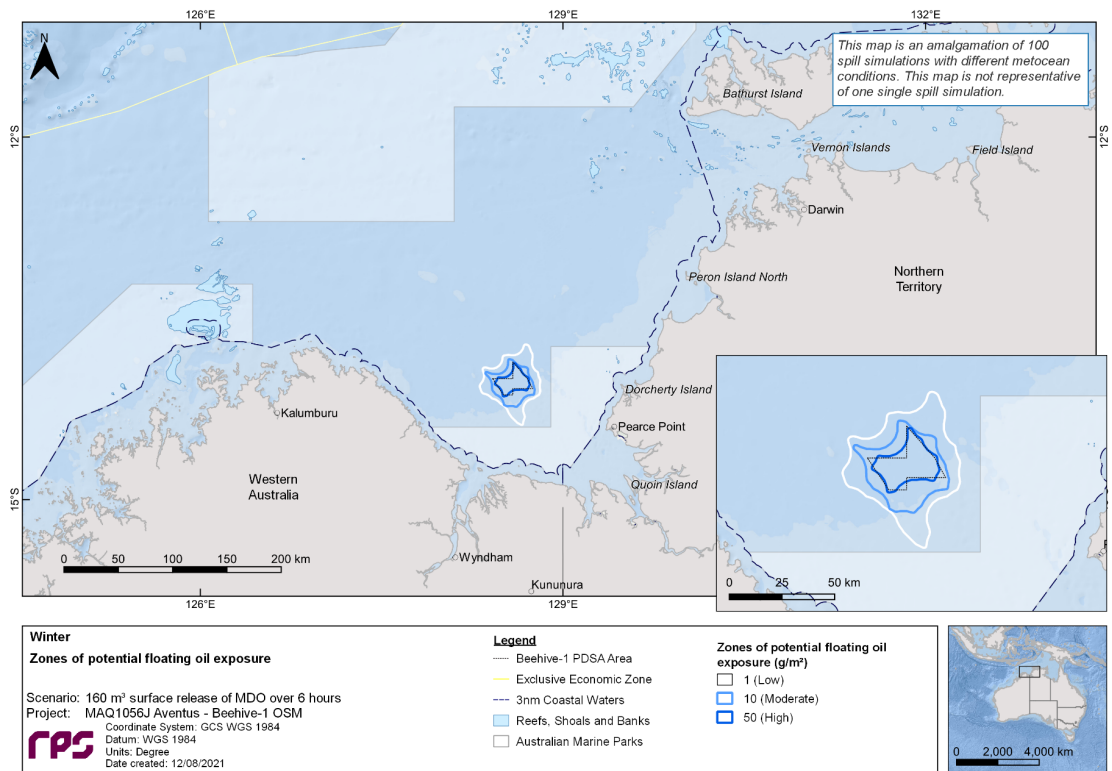 126°E
129°E
132°E
N
This map is an amalgamation of 100
spill simulations with different metocean
conditions. This map is not representative
of one single spill simulation.
Bathurst Island
12°S
12°S
Vernon Islands
Field Island
Darwin
Peron Island North
Northern
Territory
Dorcherty Island
Kalumburu
Pearce Point
Western
Australia
Quoin Island
15°S
0 50 100 150 200 km
Wyndham
Kununura
0 25 50 km
P
126°E
129°E
Winter
Zones of potential floating oil exposure
Scenario: 160 m³ surface release of MDO over 6 hours
Project: MAQ1056J Aventus - Beehive-1 OSM
rps
Coordinate System: GCS WGS 1984
Datum: WGS 1984
Units: Degree
Date created: 12/08/2021
Legend
Beehive-1 PDSA Area
Exclusive Economic Zone
3nm Coastal Waters
Reefs, Shoals and Banks
Australian Marine Parks
Zones of potential floating oil
exposure (g/m²)
1 (Low)
10 (Moderate)
50 (High)
0 2,000 4,000 km